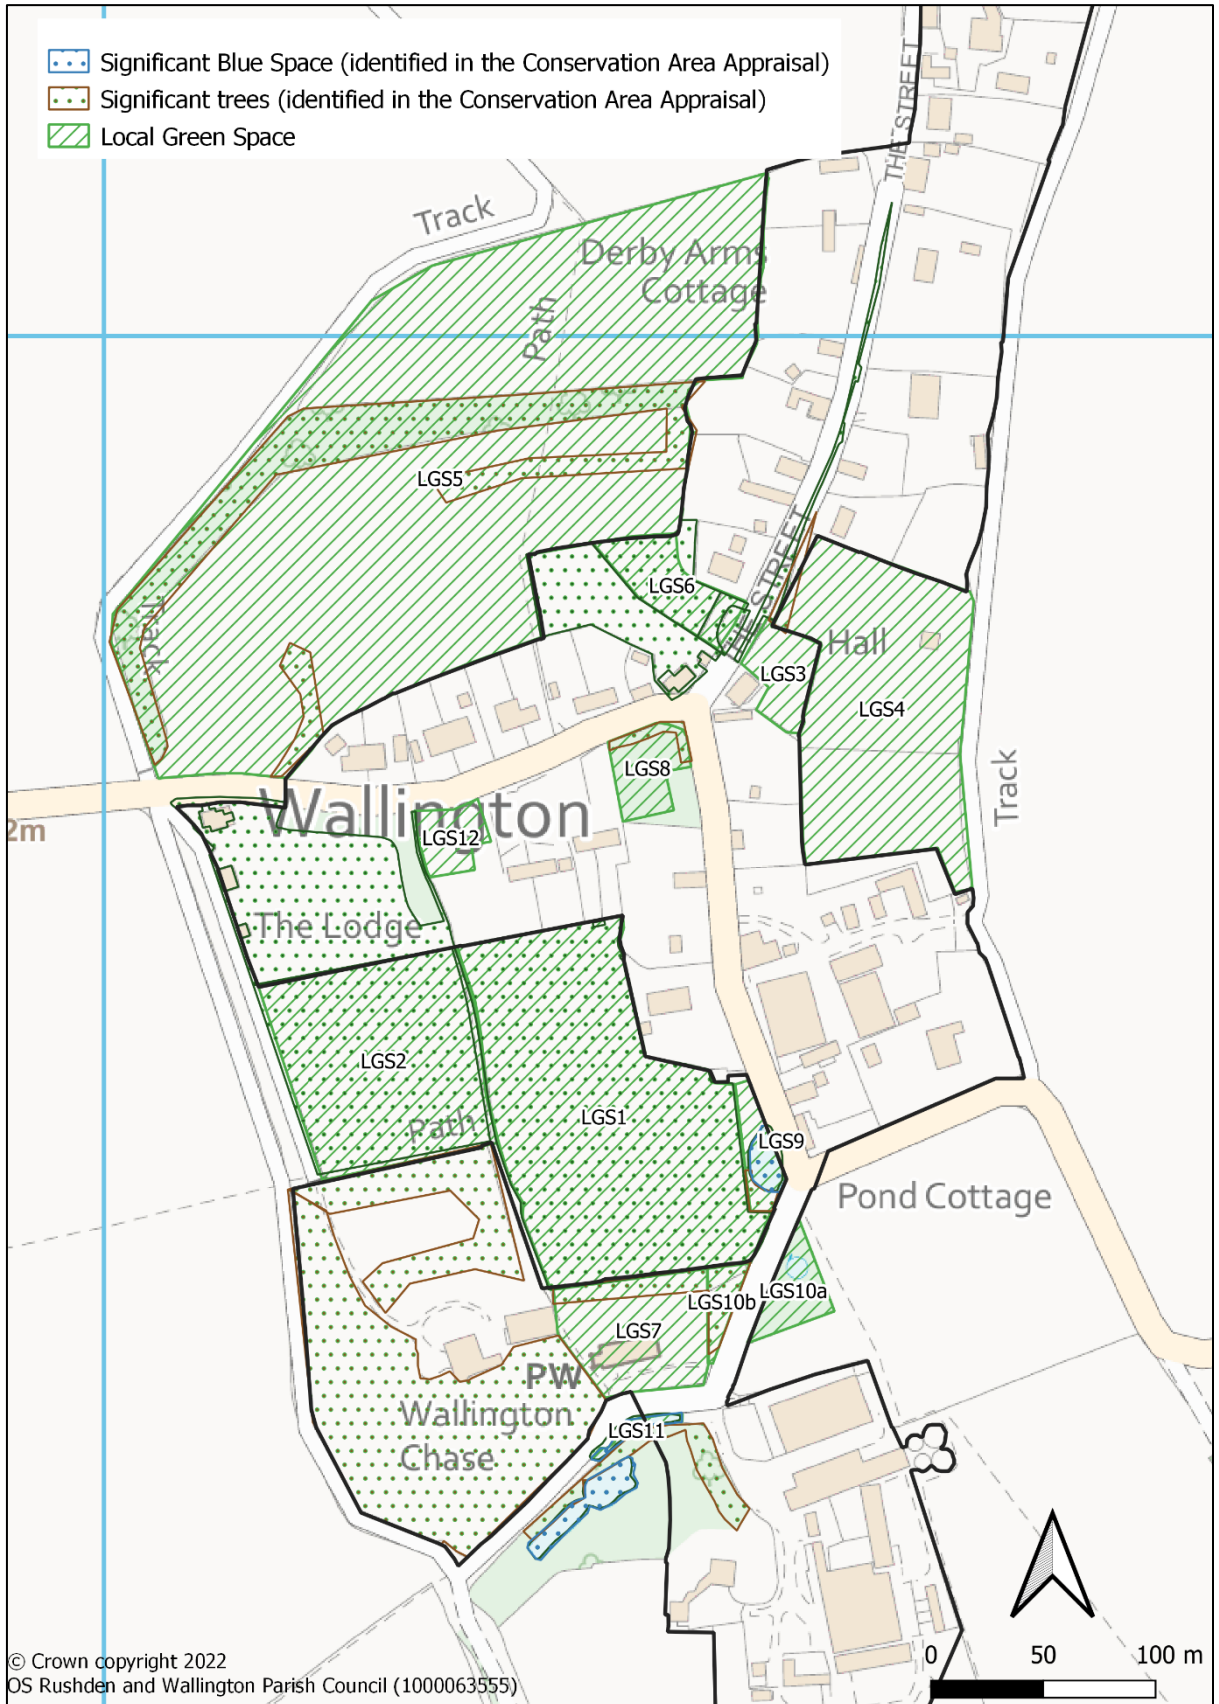 Significant Blue Space (identified in the Conservation Area Appraisal)
Significant trees (identified in the Conservation Area Appraisal)
Local Green Space
THE STREET
Track
Derby Arms
Cottage
Path
LGS5
THE STREET
LGS6
Track
Hall
LGS3
LGS4
LGS8
Track
Wallington
2m
LGS12
The Lodge
LGS2
LGS1
Path
LGS9
Pond Cottage
LGS10a
LGS10b
LGS7
PW
Wallington
Chase
LGS11
0 50 100 m
© Crown copyright 2022
OS Rushden and Wallington Parish Council (1000063555)